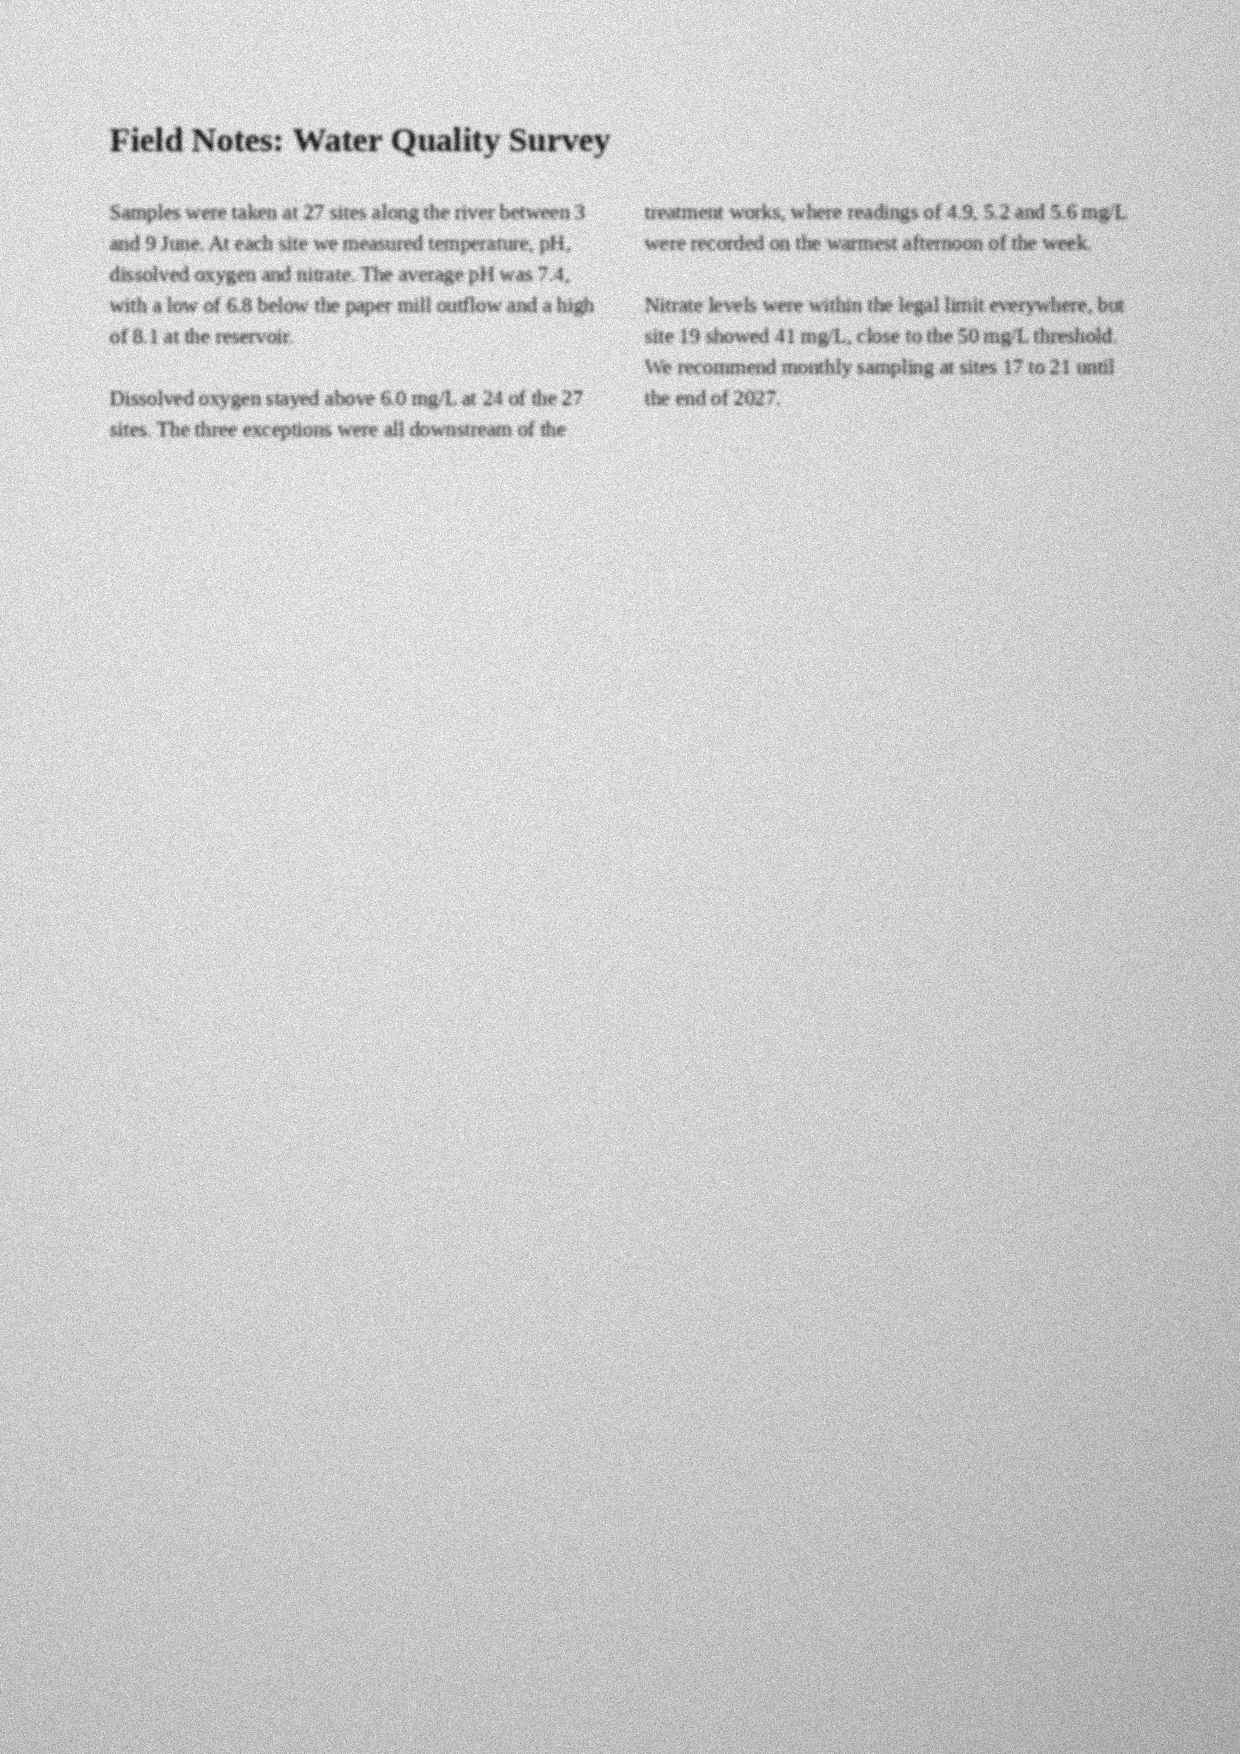 Field Notes: Water Quality Survey
Samples were taken at 27 sites along the river between 3
and 9 June. At each site we measured temperature, pH,
dissolved oxygen and nitrate. The average pH was 7.4,
with a low of 6.8 below the paper mill outflow and a high
of 8.1 at the reservoir.
Dissolved oxygen stayed above 6.0 mg/L at 24 of the 27
sites. The three exceptions were all downstream of the
treatment works, where readings of 4.9, 5.2 and 5.6 mg/L
were recorded on the warmest afternoon of the week.
Nitrate levels were within the legal limit everywhere, but
site 19 showed 41 mg/L, close to the 50 mg/L threshold.
We recommend monthly sampling at sites 17 to 21 until
the end of 2027.